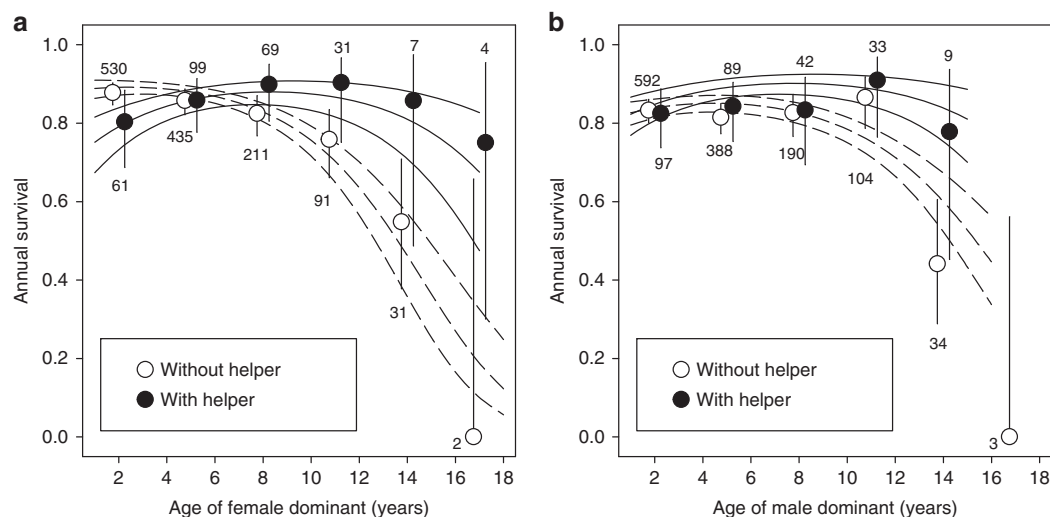 a
1.0
0.8
0.6
0.4
0.2
0.0
Annual survival
530
99
69
31
7
4
61
435
211
91
31
2
Without helper
With helper
2 4 6 8 10 12 14 16 18
Age of female dominant (years)
b
1.0
0.8
0.6
0.4
0.2
0.0
Annual survival
592
89
42
33
9
97
388
190
104
34
3
Without helper
With helper
2 4 6 8 10 12 14 16 18
Age of male dominant (years)